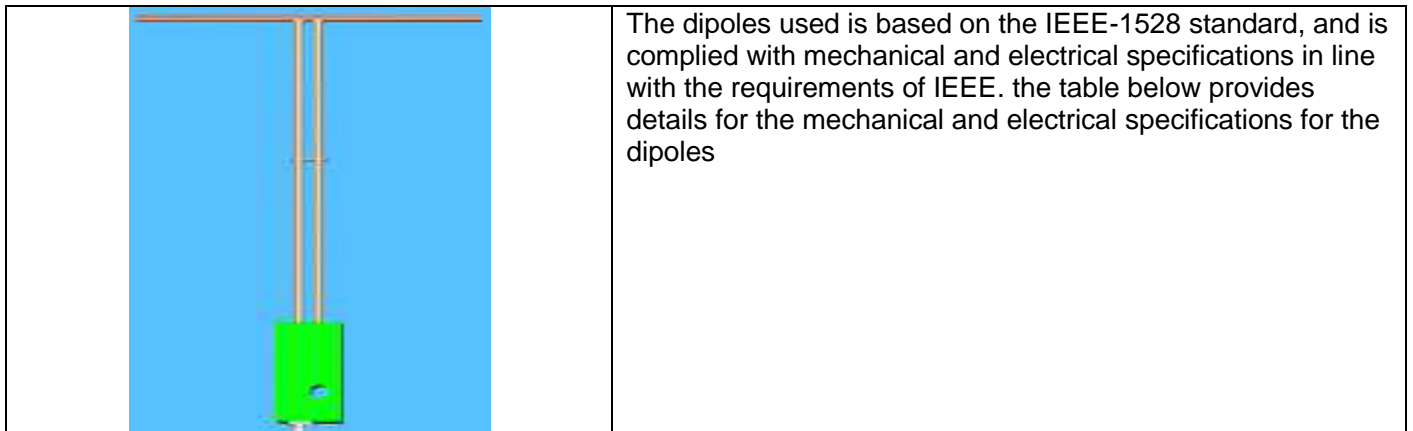 The dipoles used is based on the IEEE-1528 standard, and is
complied with mechanical and electrical specifications in line
with the requirements of IEEE. the table below provides
details for the mechanical and electrical specifications for the
dipoles